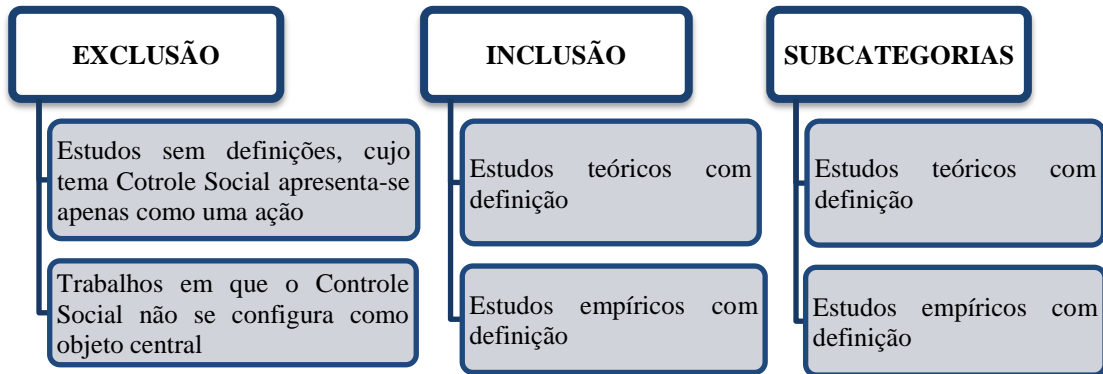 EXCLUSÃO
Estudos sem definições, cujo
tema Cotrole Social apresenta-se
apenas como uma ação
Trabalhos em que o Controle
Social não se configura como
objeto central
INCLUSÃO
Estudos teóricos com
definição
Estudos empíricos com
definição
SUBCATEGORIAS
Estudos teóricos com
definição
Estudos empíricos com
definição